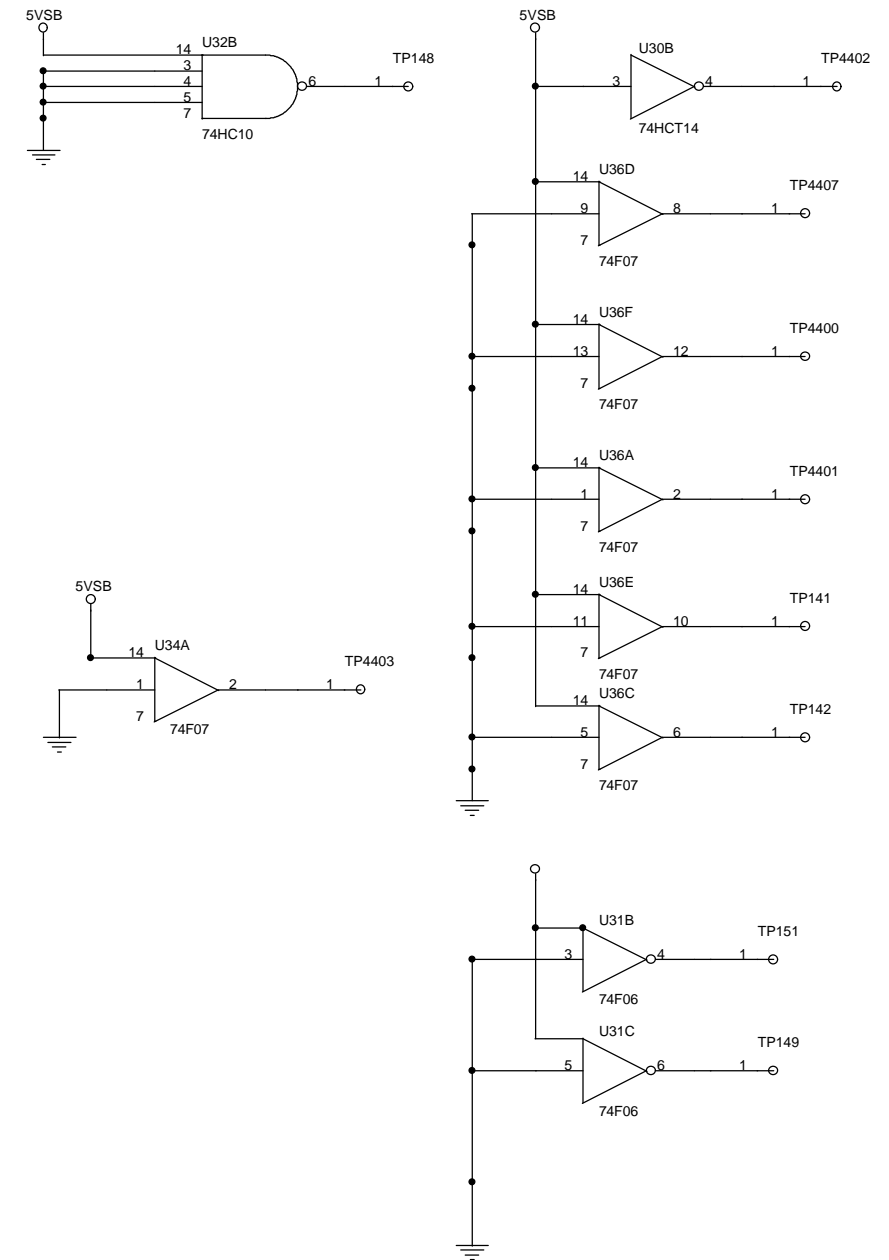 5VSB
U32B
14
3
4
5
7
6
1
TP148
74HC10
5VSB
U30B
3
4
1
TP4402
74HCT14
U36D
14
9
7
8
1
TP4407
74F07
U36F
14
13
7
12
1
TP4400
74F07
U36A
14
1
7
2
1
TP4401
74F07
U36E
14
11
7
10
1
TP141
74F07
U36C
14
5
7
6
1
TP142
74F07
5VSB
U34A
14
1
7
2
1
TP4403
74F07
U31B
3
4
1
TP151
74F06
U31C
5
6
1
TP149
74F06